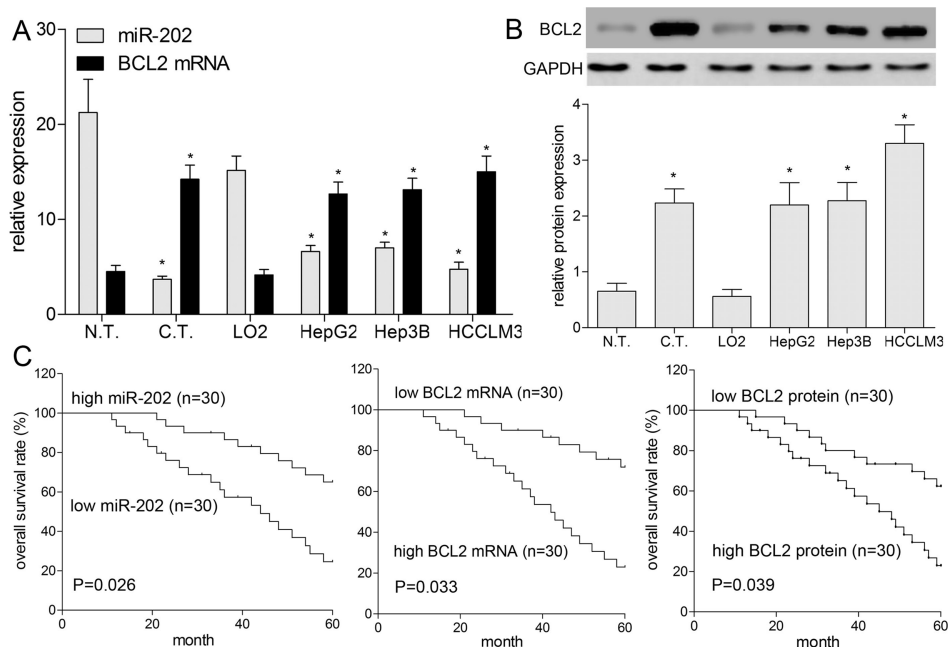 A
30
20
10
0
relative expression
miR-202
BCL2 mRNA
*
*
*
*
*
*
*
*
N.T.
C.T.
LO2
HepG2
Hep3B
HCCLM3
B
BCL2
GAPDH
4
3
2
1
0
relative protein expression
*
*
*
*
N.T.
C.T.
LO2
HepG2
Hep3B
HCCLM3
C
120
100
80
60
40
20
0
overall survival rate (%)
high miR-202 (n=30)
low miR-202 (n=30)
P=0.026
0
20
40
60
month
120
100
80
60
40
20
0
low BCL2 mRNA (n=30)
high BCL2 mRNA (n=30)
P=0.033
0
20
40
60
month
120
100
80
60
40
20
0
overall survival rate (%)
low BCL2 protein (n=30)
high BCL2 protein (n=30)
P=0.039
0
20
40
60
month